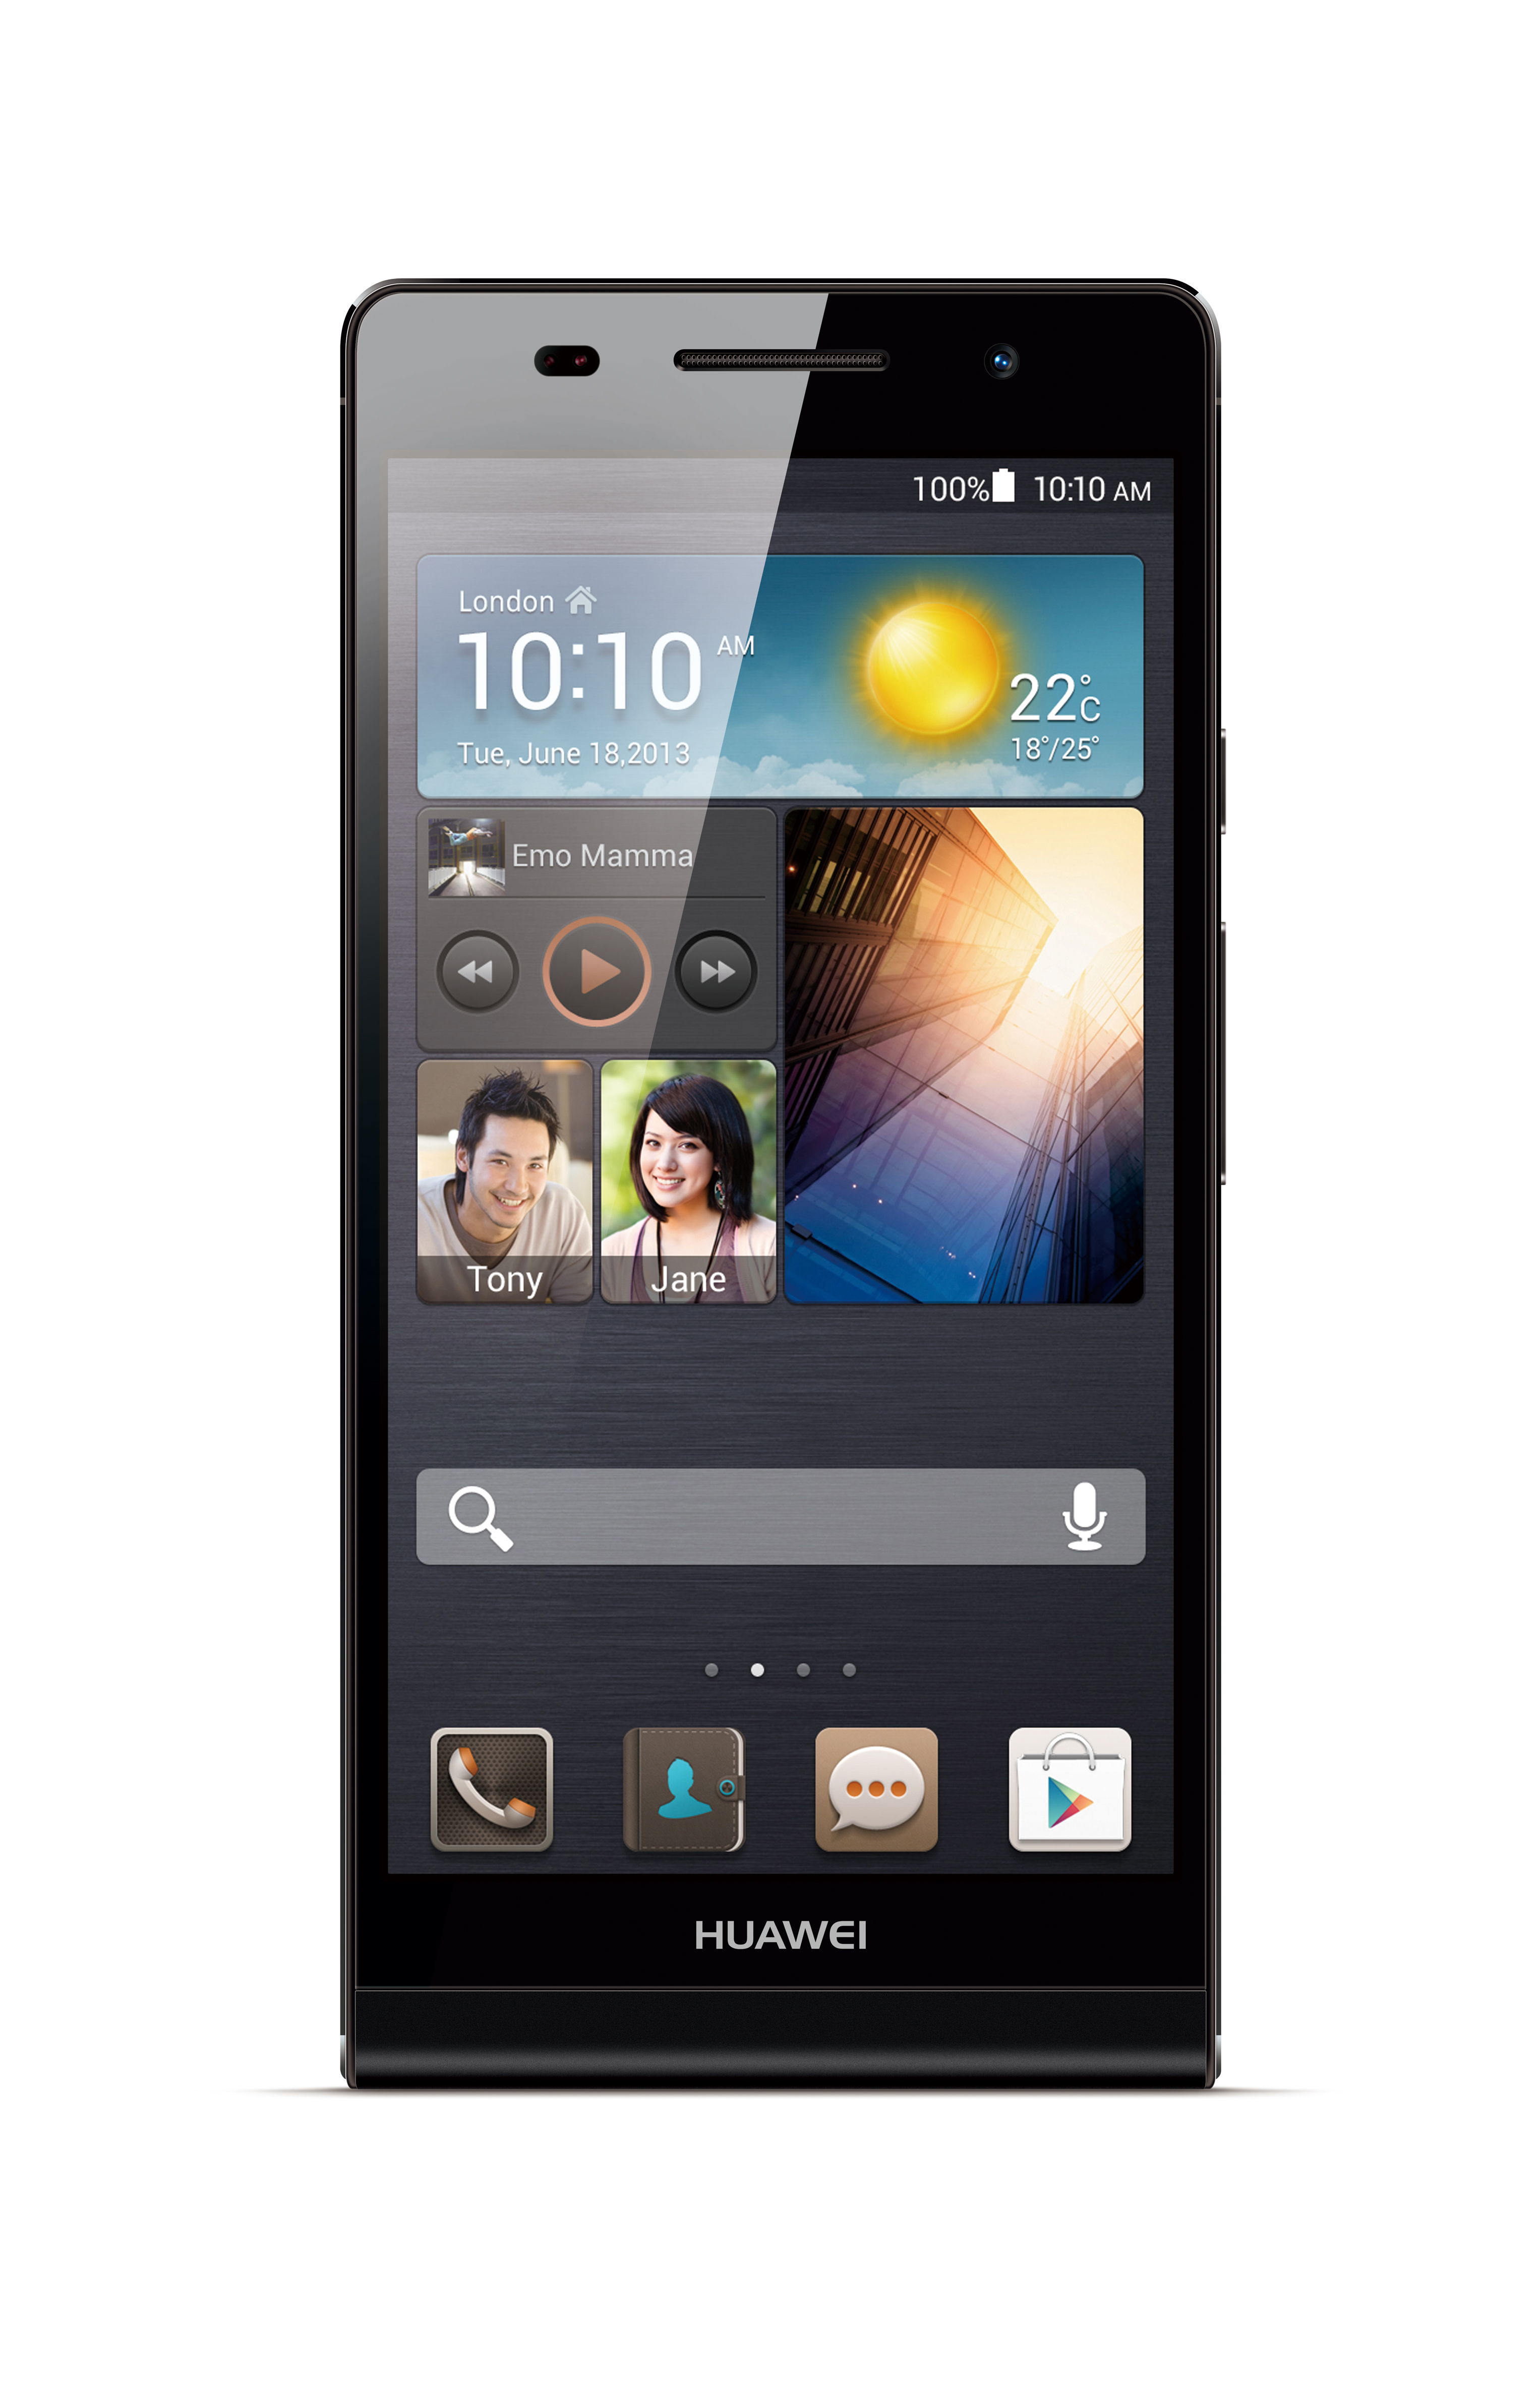 100% 10:10 AM
London
10:10 AM
22°C
Tue, June 18,2013
18°/25°
Emo Mamma
Tony
Jane
HUAWEI